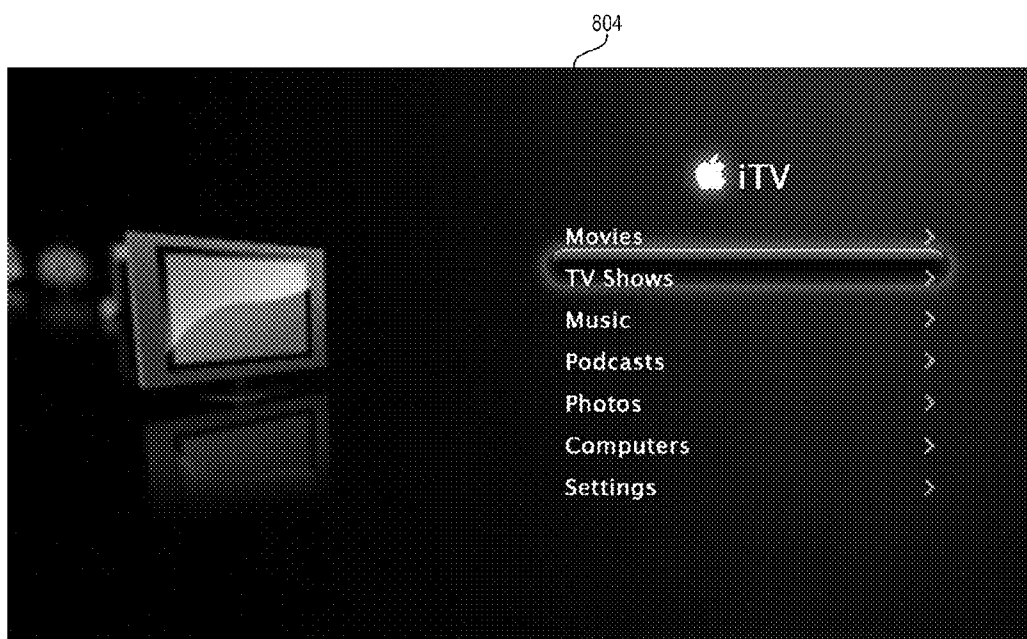 804
iTV
Movies >
TV Shows >
Music >
Podcasts >
Photos >
Computers >
Settings >